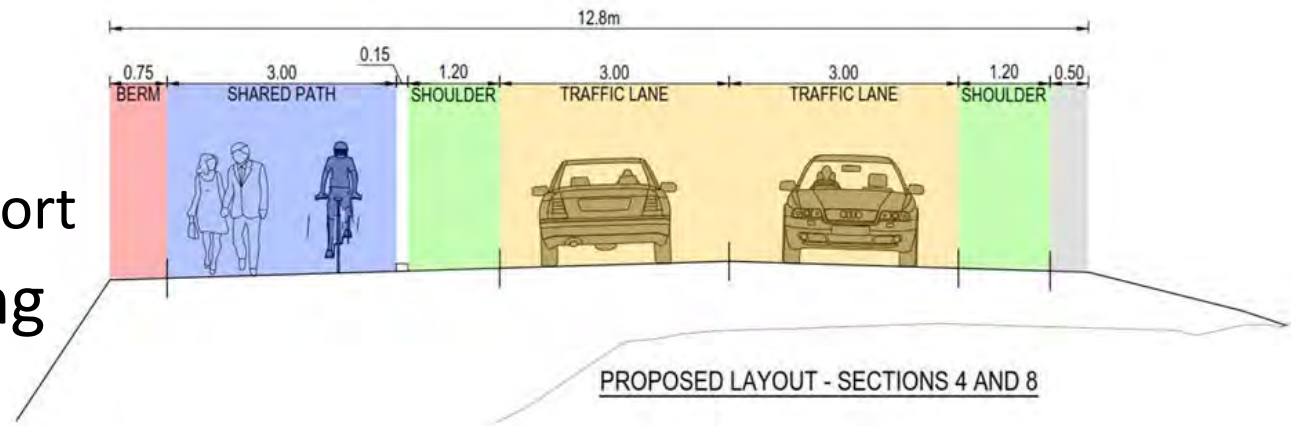 12.8m
0.75 3.00 0.15 1.20 3.00 3.00 1.20 0.50
BERM SHARED PATH SHOULDER TRAFFIC LANE TRAFFIC LANE SHOULDER
ort
ng
PROPOSED LAYOUT - SECTIONS 4 AND 8